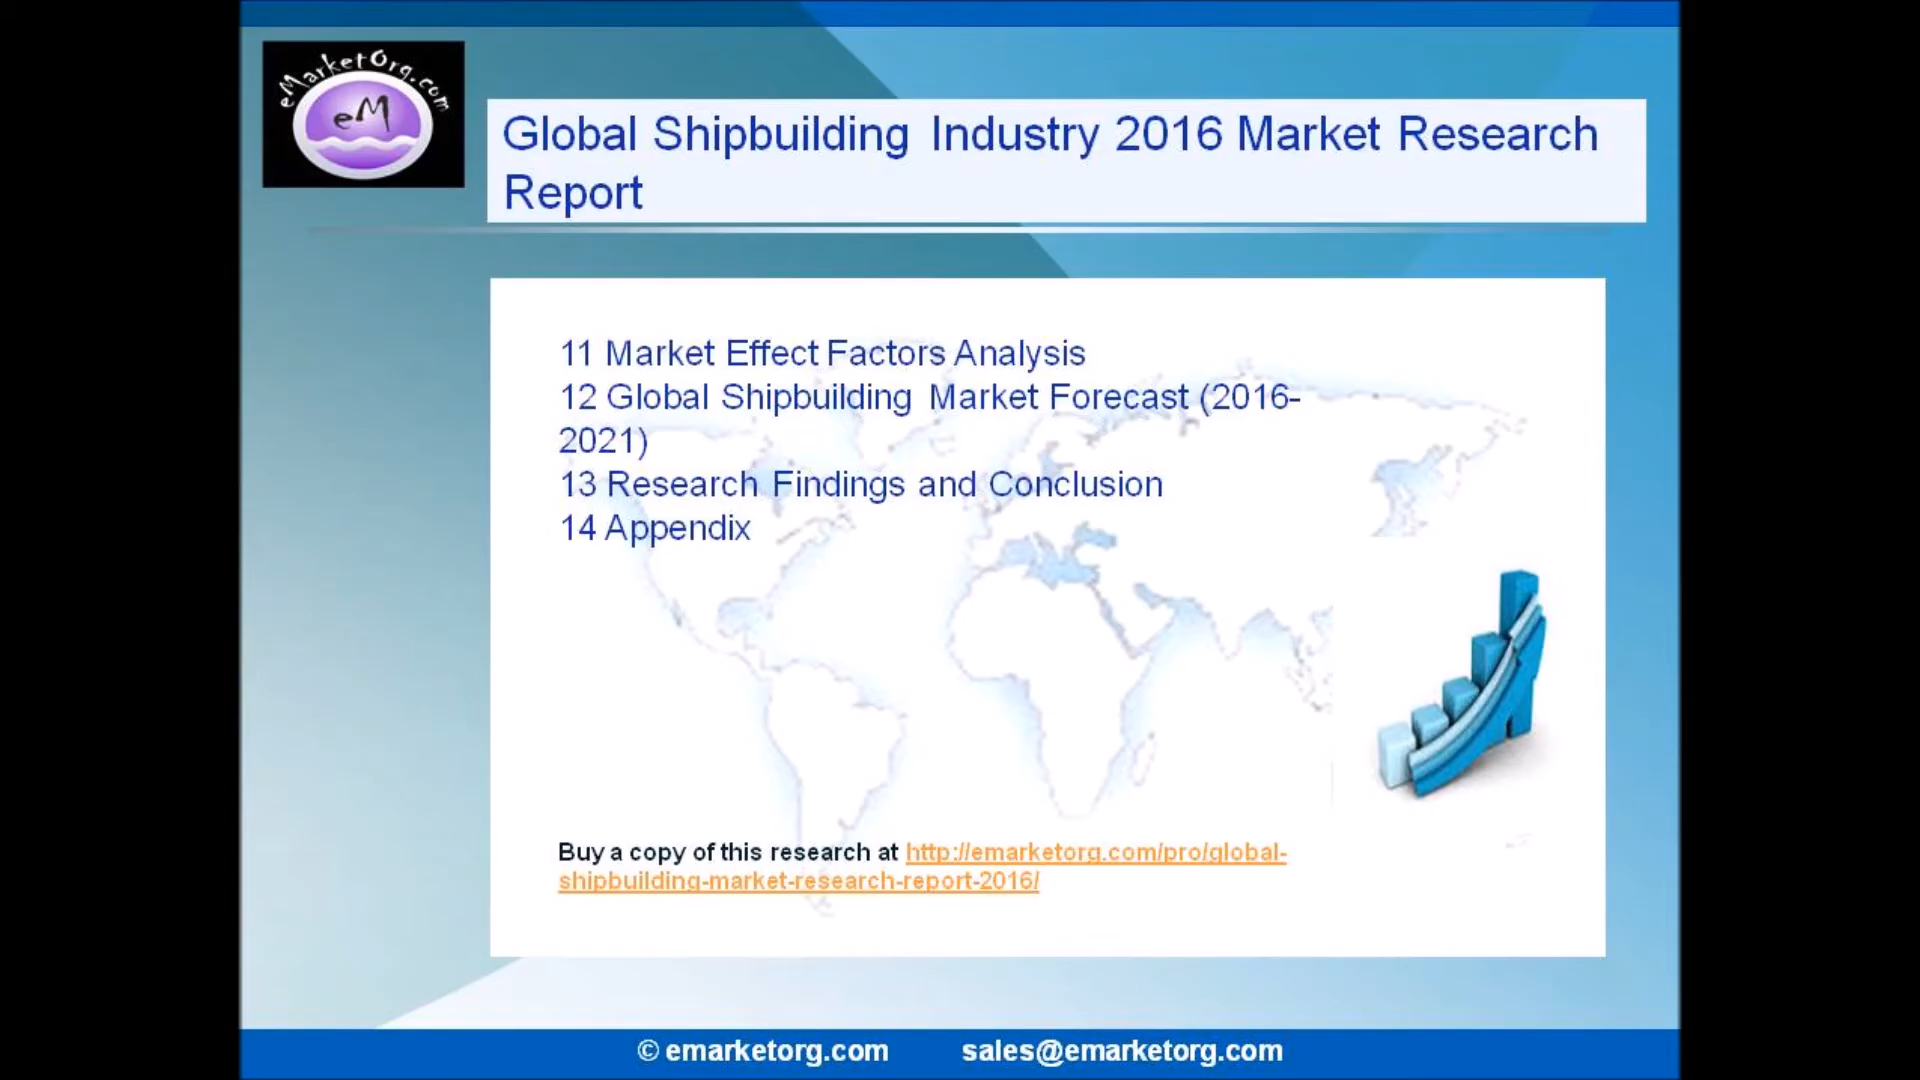 eMarketOrg.com
eM
Global Shipbuilding Industry 2016 Market Research
Report
11 Market Effect Factors Analysis
12 Global Shipbuilding Market Forecast (2016-
2021)
13 Research Findings and Conclusion
14 Appendix
Buy a copy of this research at http://emarketorg.com/pro/global-
shipbuilding-market-research-report-2016/
© emarketorg.com sales@emarketorg.com